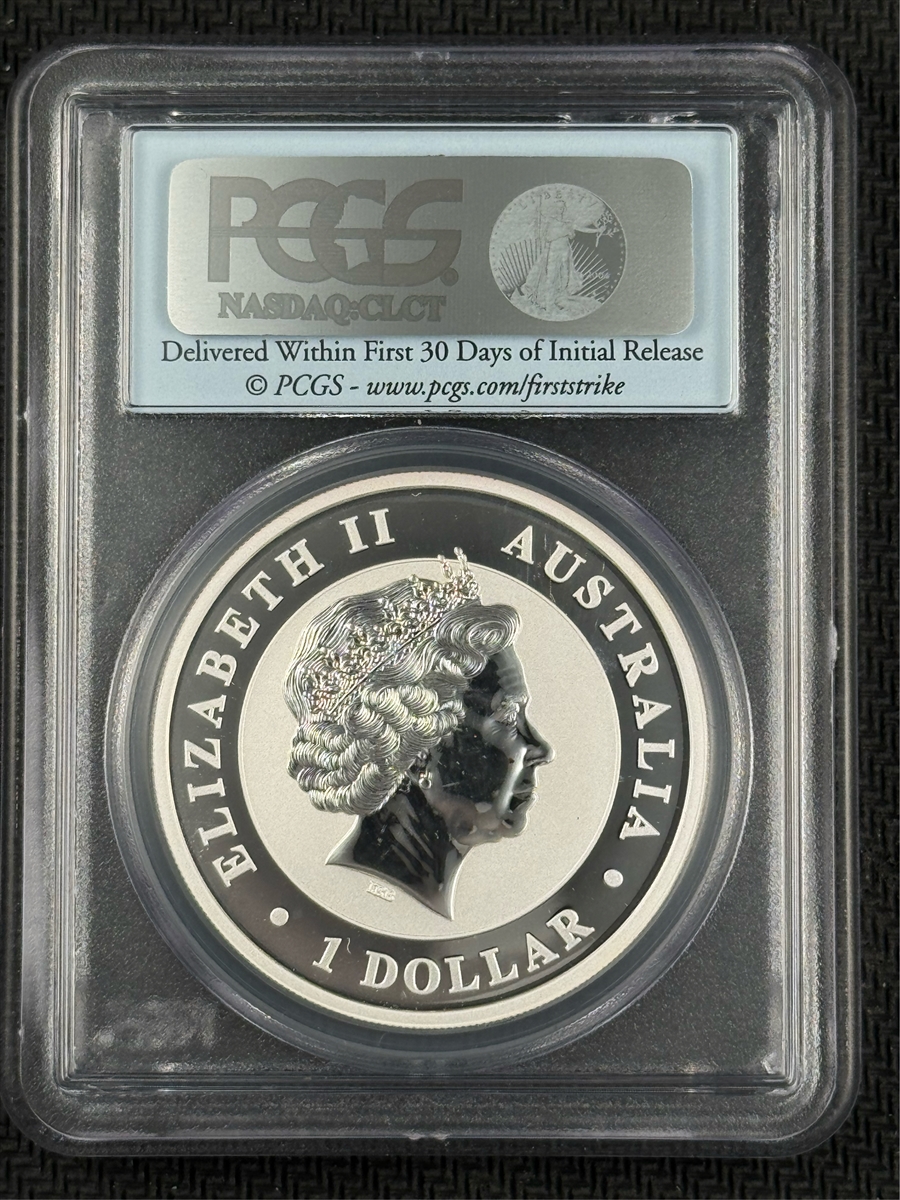 PCGS.
NASDAQ:CLCT
LIBERTY
Delivered Within First 30 Days of Initial Release
© PCGS - www.pcgs.com/firststrike
ELIZABETH II AUSTRALIA
IRB
• 1 DOLLAR •